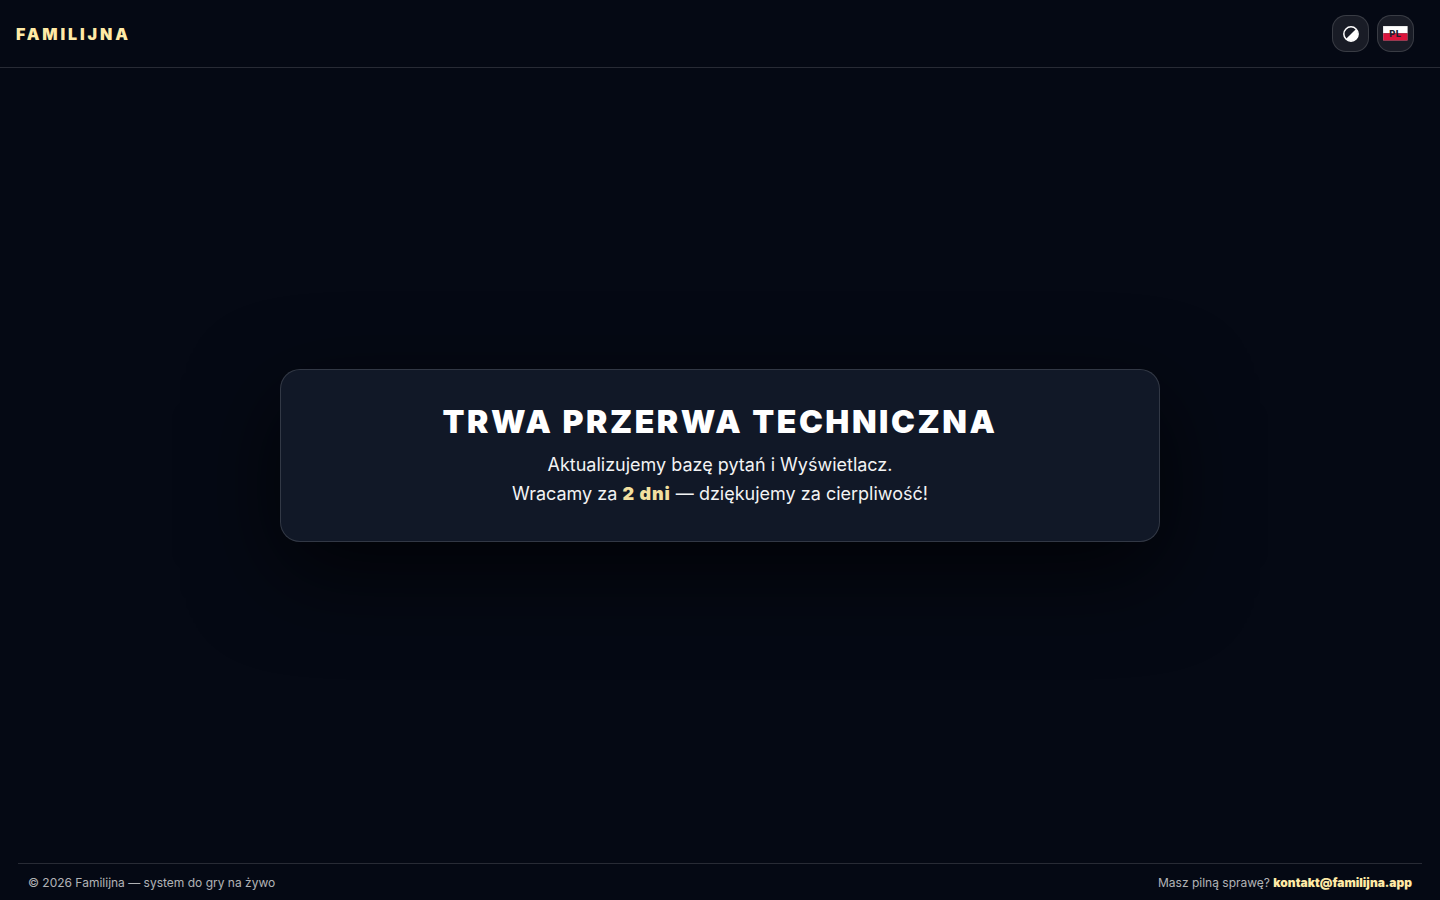 FAMILIJNA
PL
TRWA PRZERWA TECHNICZNA
Aktualizujemy bazę pytań i Wyświetlacz.
Wracamy za 2 dni — dziękujemy za cierpliwość!
© 2026 Familijna — system do gry na żywo
Masz pilną sprawę? kontakt@familijna.app